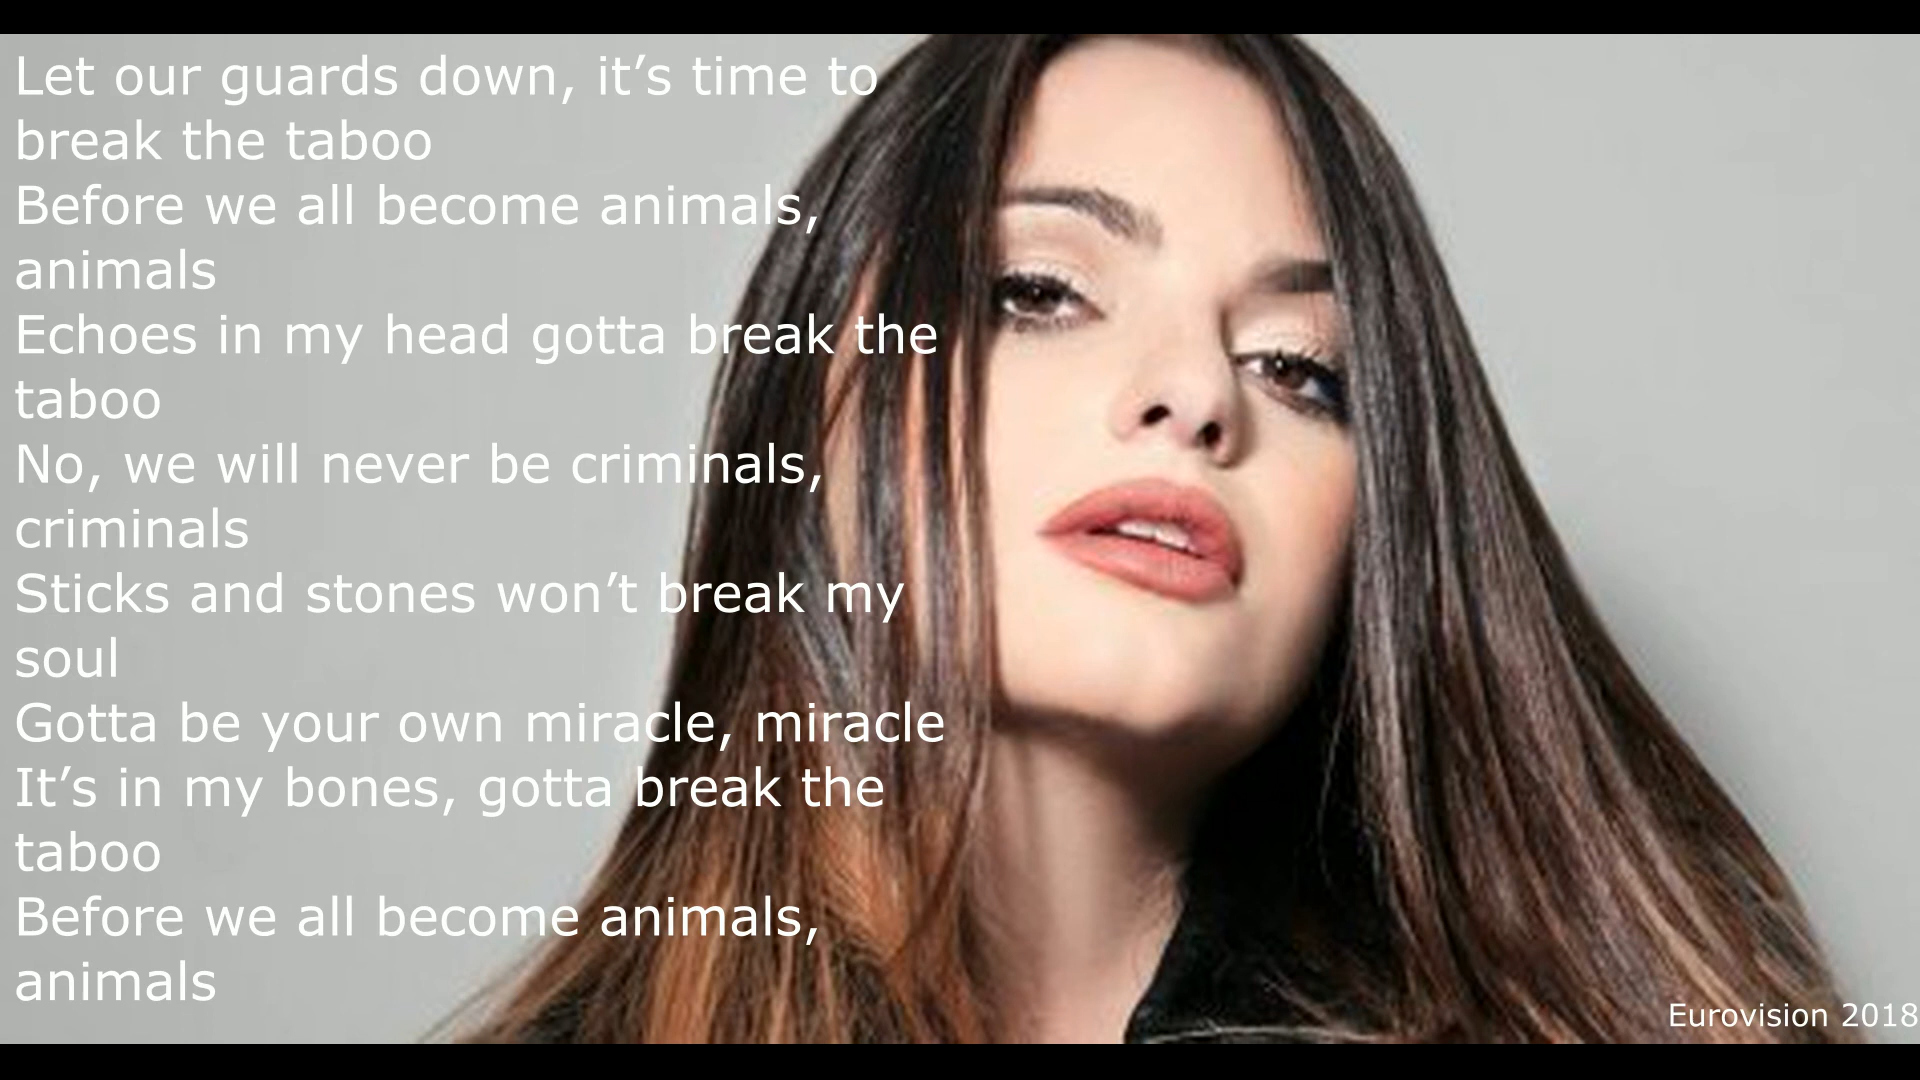 Let our guards down, it’s time to
break the taboo
Before we all become animals,
animals
Echoes in my head gotta break the
taboo
No, we will never be criminals,
criminals
Sticks and stones won’t break my
soul
Gotta be your own miracle, miracle
It’s in my bones, gotta break the
taboo
Before we all become animals,
animals
Eurovision 2018